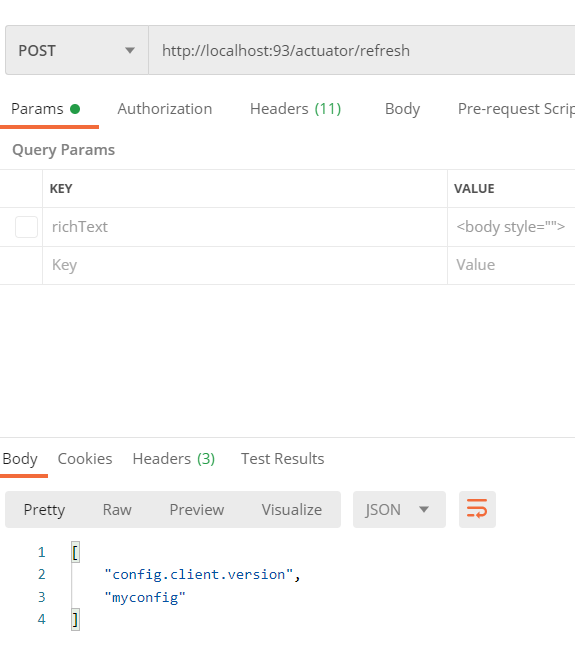 POST http://localhost:93/actuator/refresh
Params Authorization Headers (11) Body Pre-request Scrip
Query Params
KEY VALUE
richText <body style="">
Key Value
Body Cookies Headers (3) Test Results
Pretty Raw Preview Visualize JSON
1 [
2 "config.client.version",
3 "myconfig"
4 ]